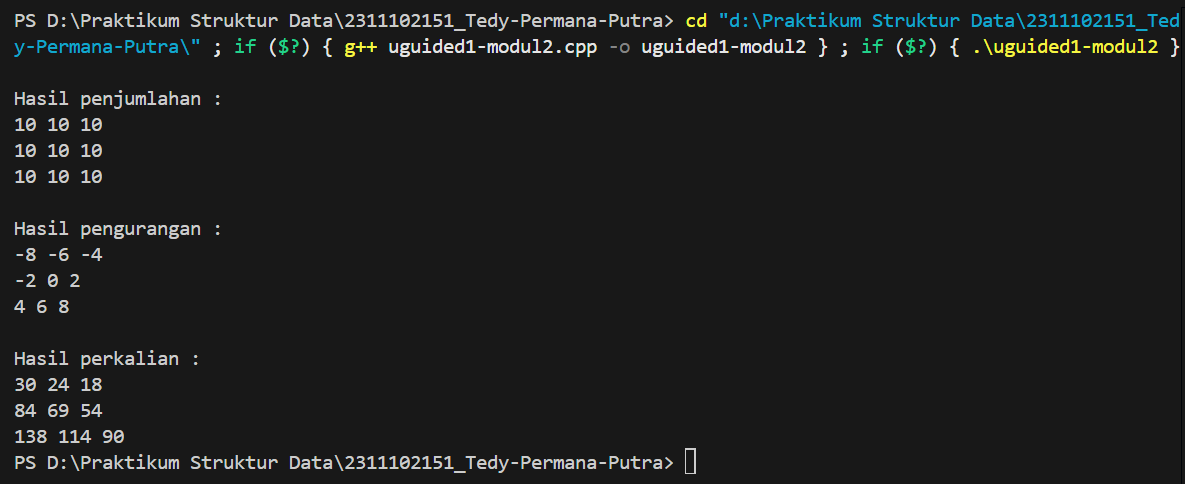 PS D:\Praktikum Struktur Data\2311102151_Tedy-Permana-Putra> cd "d:\Praktikum Struktur Data\2311102151_Ted
y-Permana-Putra\" ; if ($?) { g++ uguided1-modul2.cpp -o uguided1-modul2 } ; if ($?) { .\uguided1-modul2 }
Hasil penjumlahan :
10 10 10
10 10 10
10 10 10
Hasil pengurangan :
-8 -6 -4
-2 0 2
4 6 8
Hasil perkalian :
30 24 18
84 69 54
138 114 90
PS D:\Praktikum Struktur Data\2311102151_Tedy-Permana-Putra>